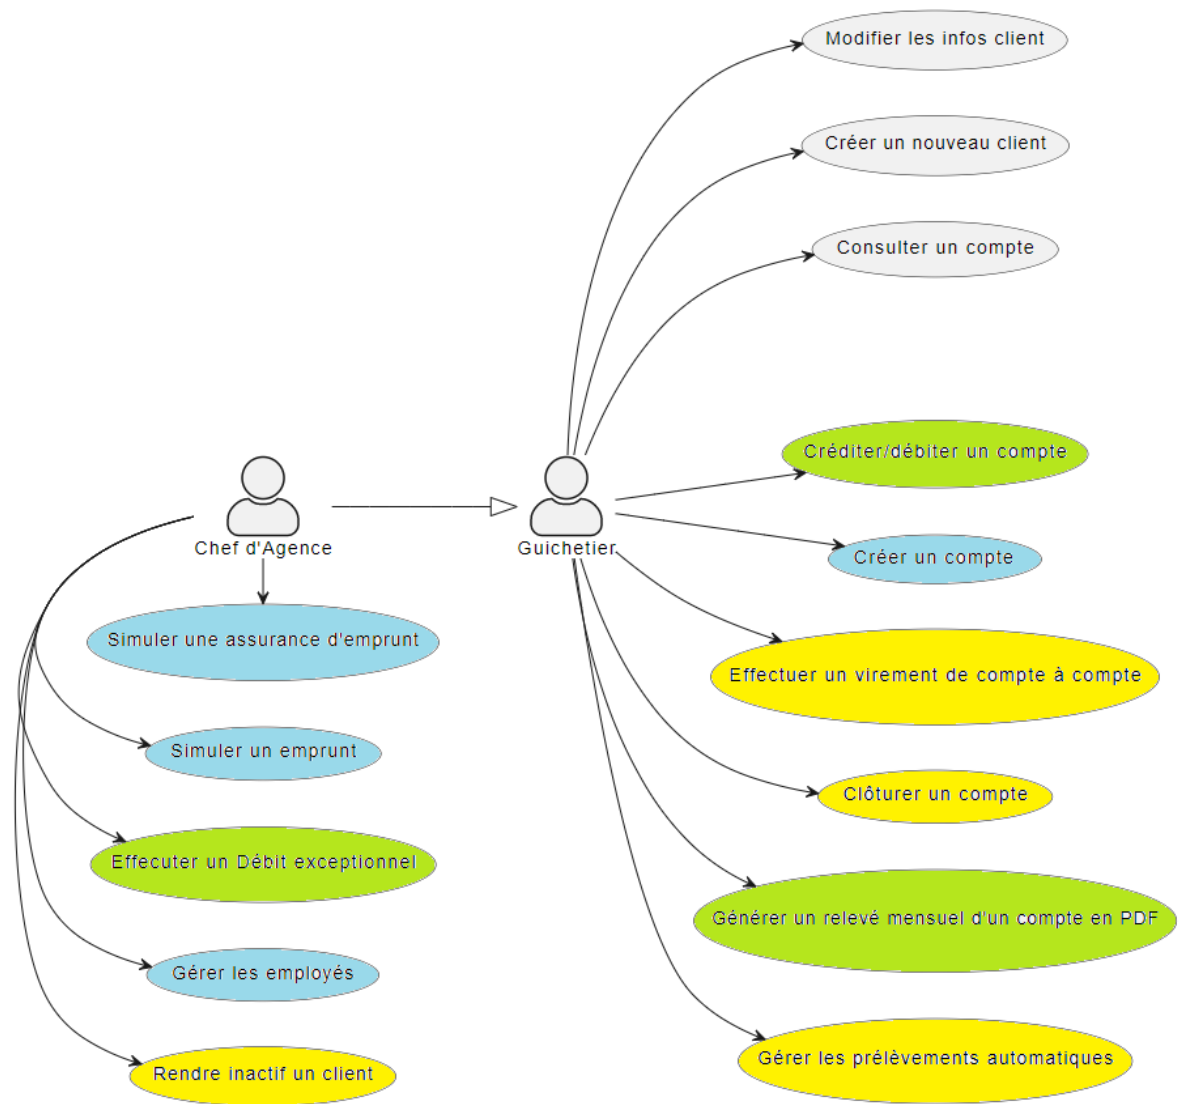 Modifier les infos client
Créer un nouveau client
Consulter un compte
Créditer/débiter un compte
Chef d'Agence
Guichetier
Créer un compte
Simuler une assurance d'emprunt
Effectuer un virement de compte à compte
Simuler un emprunt
Clôturer un compte
Effecuter un Débit exceptionnel
Générer un relevé mensuel d'un compte en PDF
Gérer les employés
Gérer les prélèvements automatiques
Rendre inactif un client